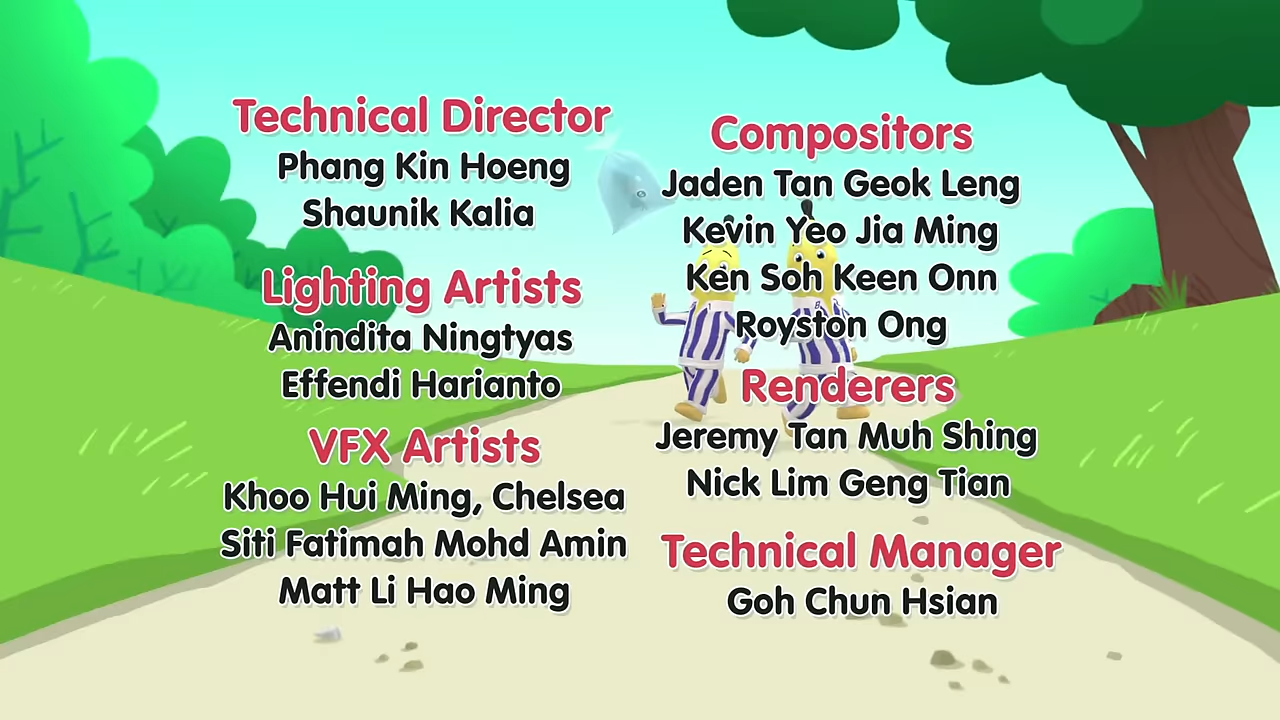 Technical Director
Phang Kin Hoeng
Shaunik Kalia
Lighting Artists
Anindita Ningtyas
Effendi Harianto
VFX Artists
Khoo Hui Ming, Chelsea
Siti Fatimah Mohd Amin
Matt Li Hao Ming
Compositors
Jaden Tan Geok Leng
Kevin Yeo Jia Ming
Ken Soh Keen Onn
Royston Ong
Renderers
Jeremy Tan Muh Shing
Nick Lim Geng Tian
Technical Manager
Goh Chun Hsian